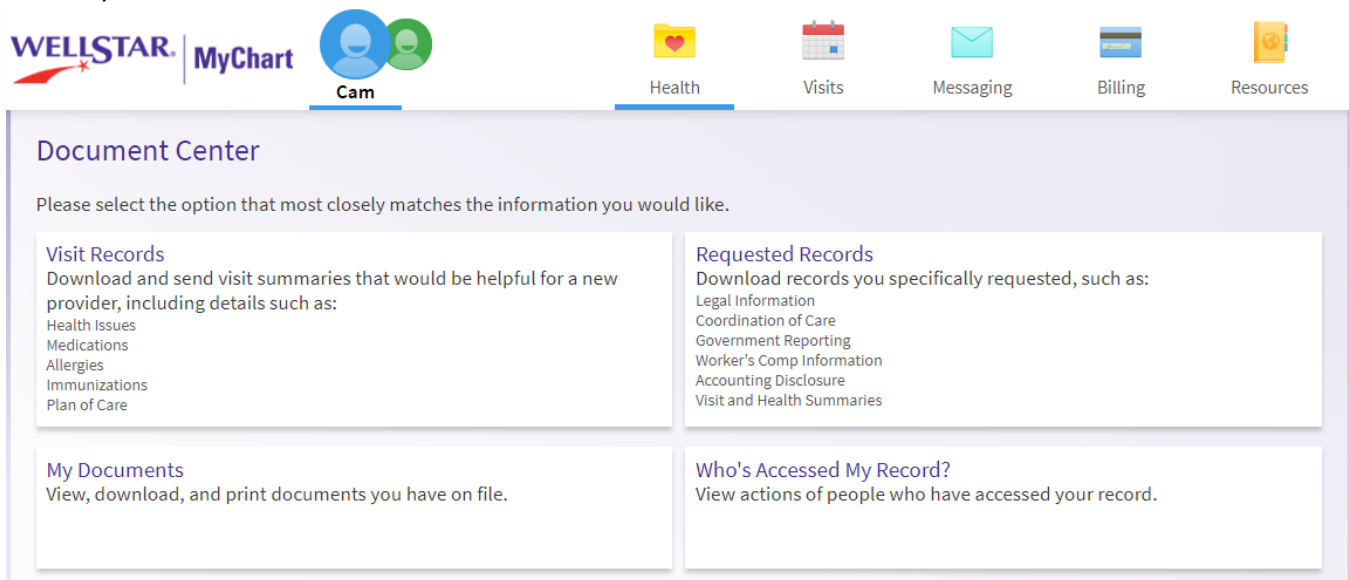 WELLSTAR. MyChart
Cam
Health
Visits
Messaging
Billing
Resources
Document Center
Please select the option that most closely matches the information you would like.
Visit Records
Download and send visit summaries that would be helpful for a new
provider, including details such as:
Health Issues
Medications
Allergies
Immunizations
Plan of Care
Requested Records
Download records you specifically requested, such as:
Legal Information
Coordination of Care
Government Reporting
Worker's Comp Information
Accounting Disclosure
Visit and Health Summaries
My Documents
View, download, and print documents you have on file.
Who's Accessed My Record?
View actions of people who have accessed your record.